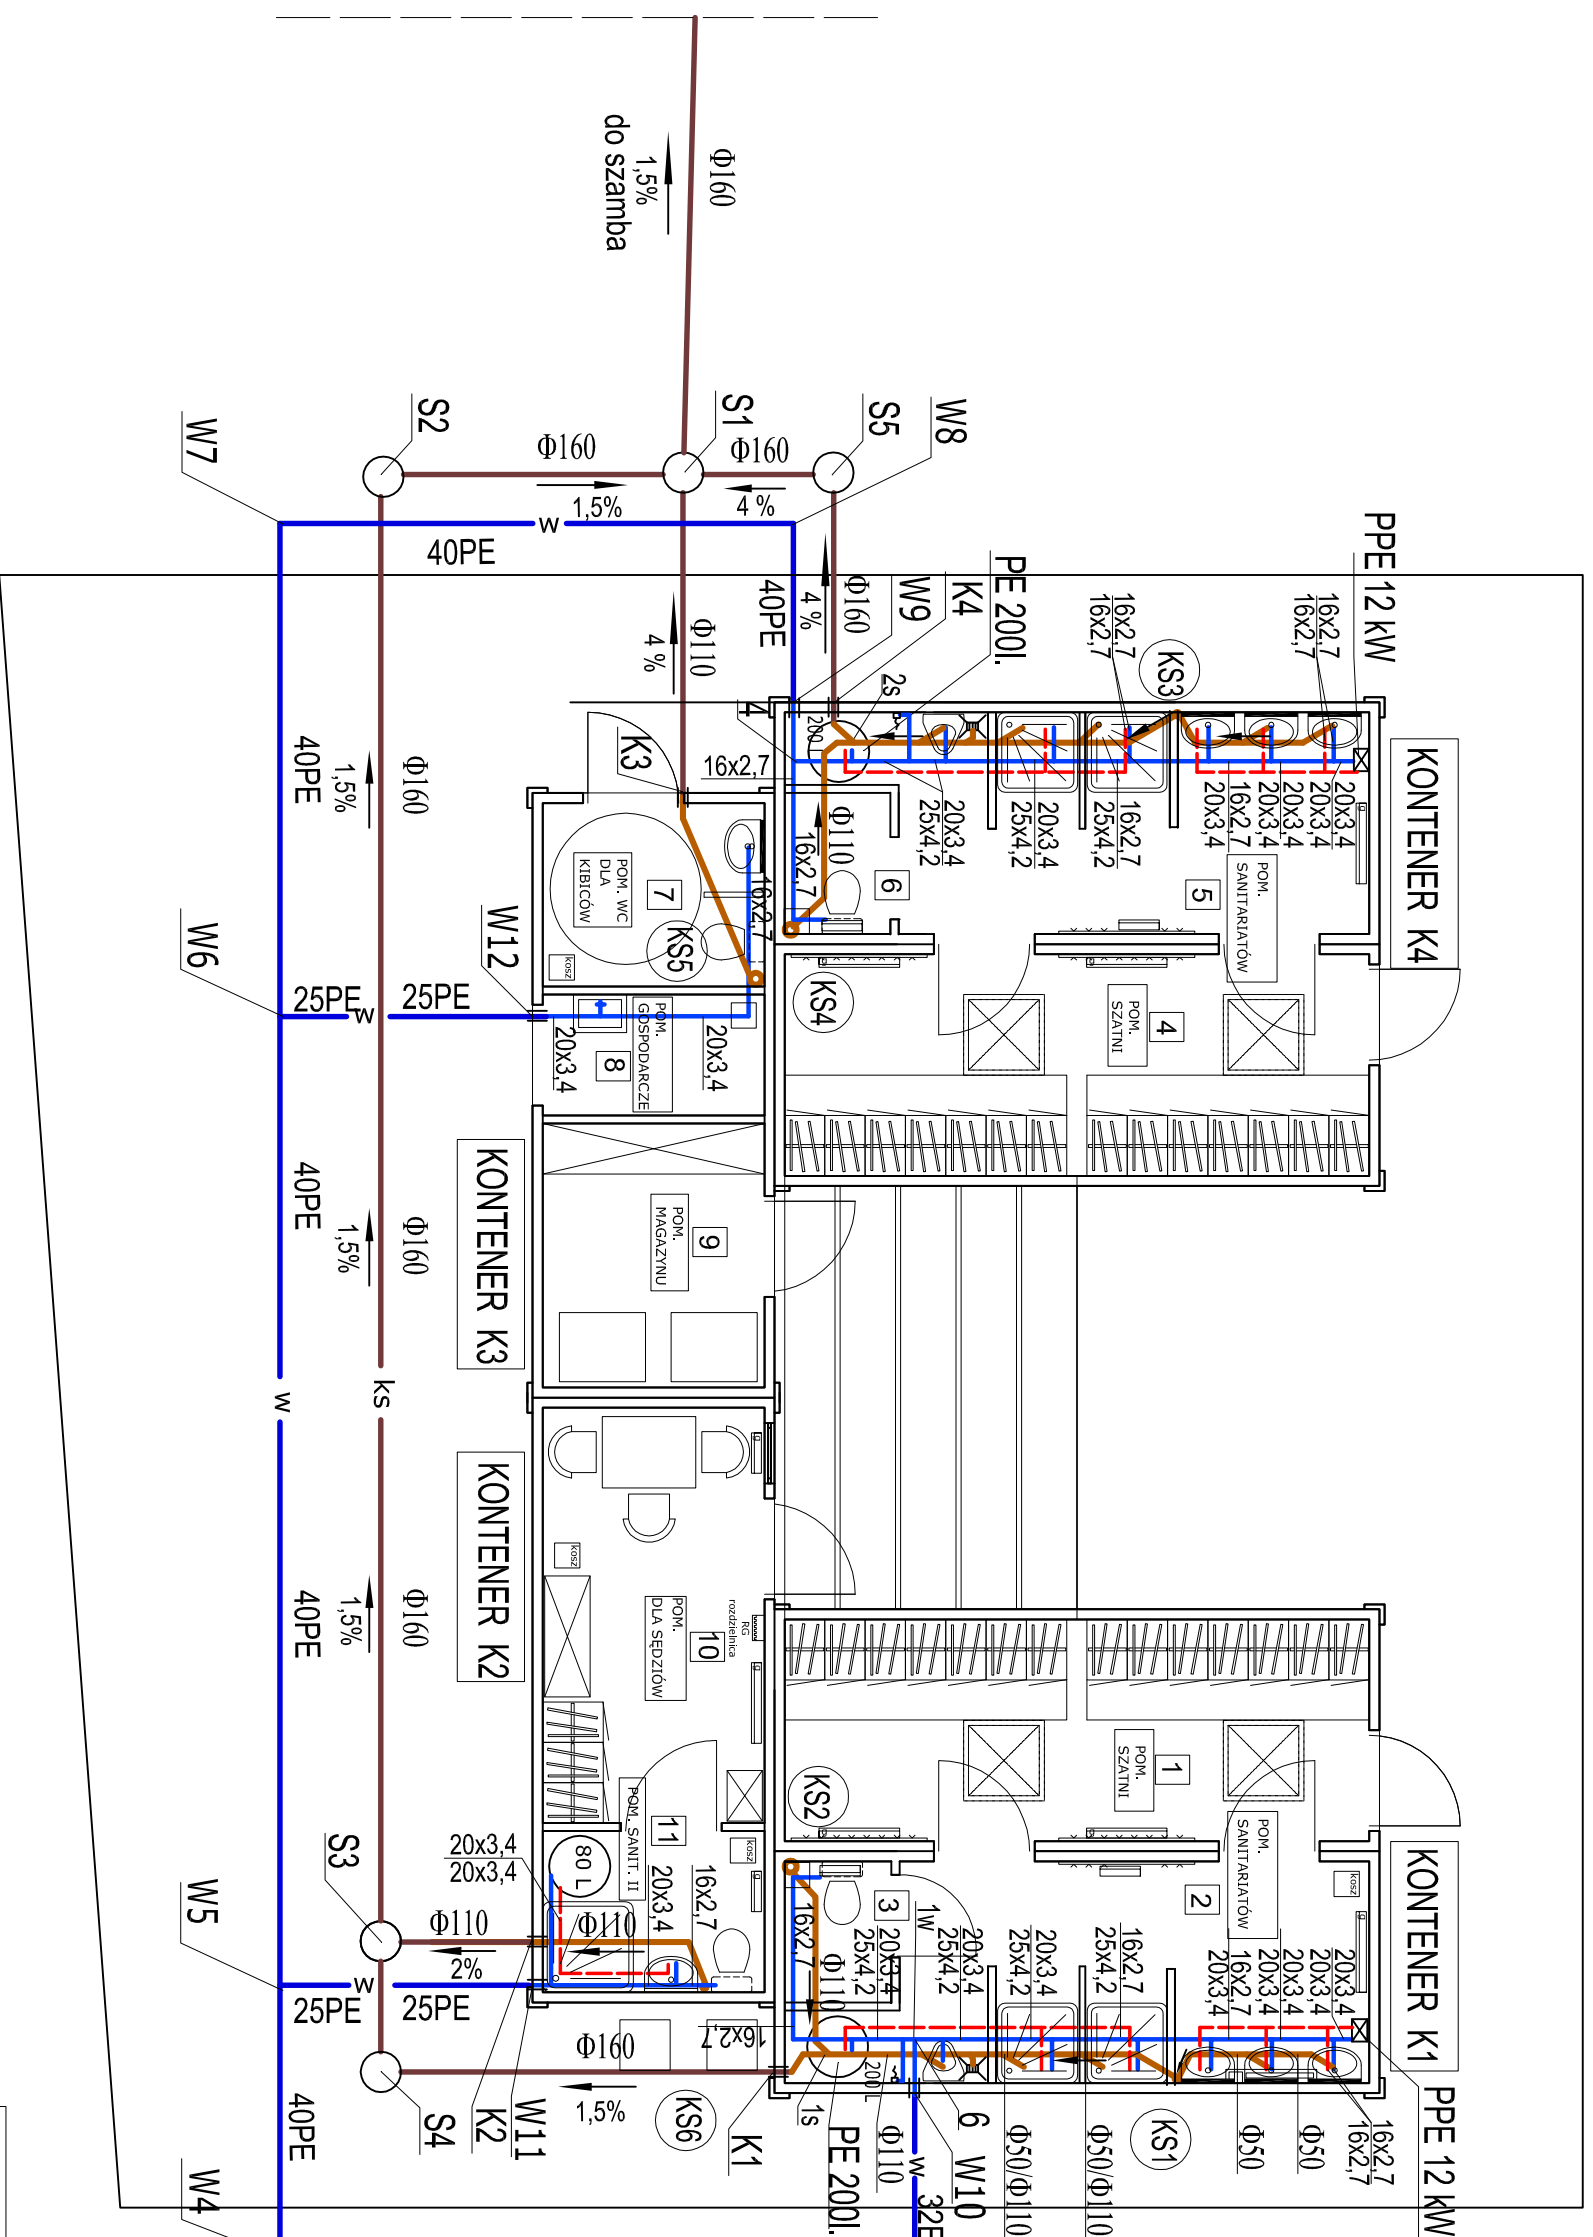 Φ160
1,5%
do szamba
S2
S1
S5
W8
W7
Φ160
1,5%
Φ160
4 %
w
40PE
PPE 12 kW
PE 200l.
K4
W9
Φ160
4 %
40PE
Φ110
4 %
16x2,7
16x2,7
16x2,7
16x2,7
KS3
2s
200 l
4
K3
16x2,7
KONTENER K4
20x3,4
20x3,4
20x3,4
20x3,4
16x2,7
20x3,4
16x2,7
25x4,2
20x3,4
25x4,2
20x3,4
25x4,2
Φ110
16x2,7
6
5
POM.
SANITARIATÓW
40PE
1,5%
Φ160
POM. WC
DLA
KIBICÓW
7
16x2,7
KS5
kosz
W12
W6
25PE
w
25PE
20x3,4
8
POM.
GOSPODARCZE
20x3,4
KS4
4
POM.
SZATNI
40PE
1,5%
Φ160
KONTENER K3
POM.
MAGAZYNU
9
w
ks
KONTENER K2
kosz
40PE
1,5%
Φ160
POM.
DLA SĘDZIÓW
10
RG
rozdzielnica
POM. SANIT. II
11
kosz
80 L
S3
20x3,4
20x3,4
20x3,4
16x2,7
W5
Φ110
2%
Φ110
w
25PE
25PE
Φ160
1,5%
16x2,7
KS6
40PE
W4
S4
K2
W11
K1
KS2
1
POM.
SZATNI
POM.
SANITARIATÓW
2
kosz
KONTENER K1
3
1W
16x2,7
Φ110
20x3,4
25x4,2
20x3,4
25x4,2
20x3,4
25x4,2
16x2,7
25x4,2
20x3,4
16x2,7
20x3,4
20x3,4
20x3,4
20x3,4
200 L
1s
PE 200l.
Φ110
6
W10
w
Φ50/Φ110
Φ50/Φ110
KS1
Φ50
Φ50
16x2,7
16x2,7
PPE 12 kW